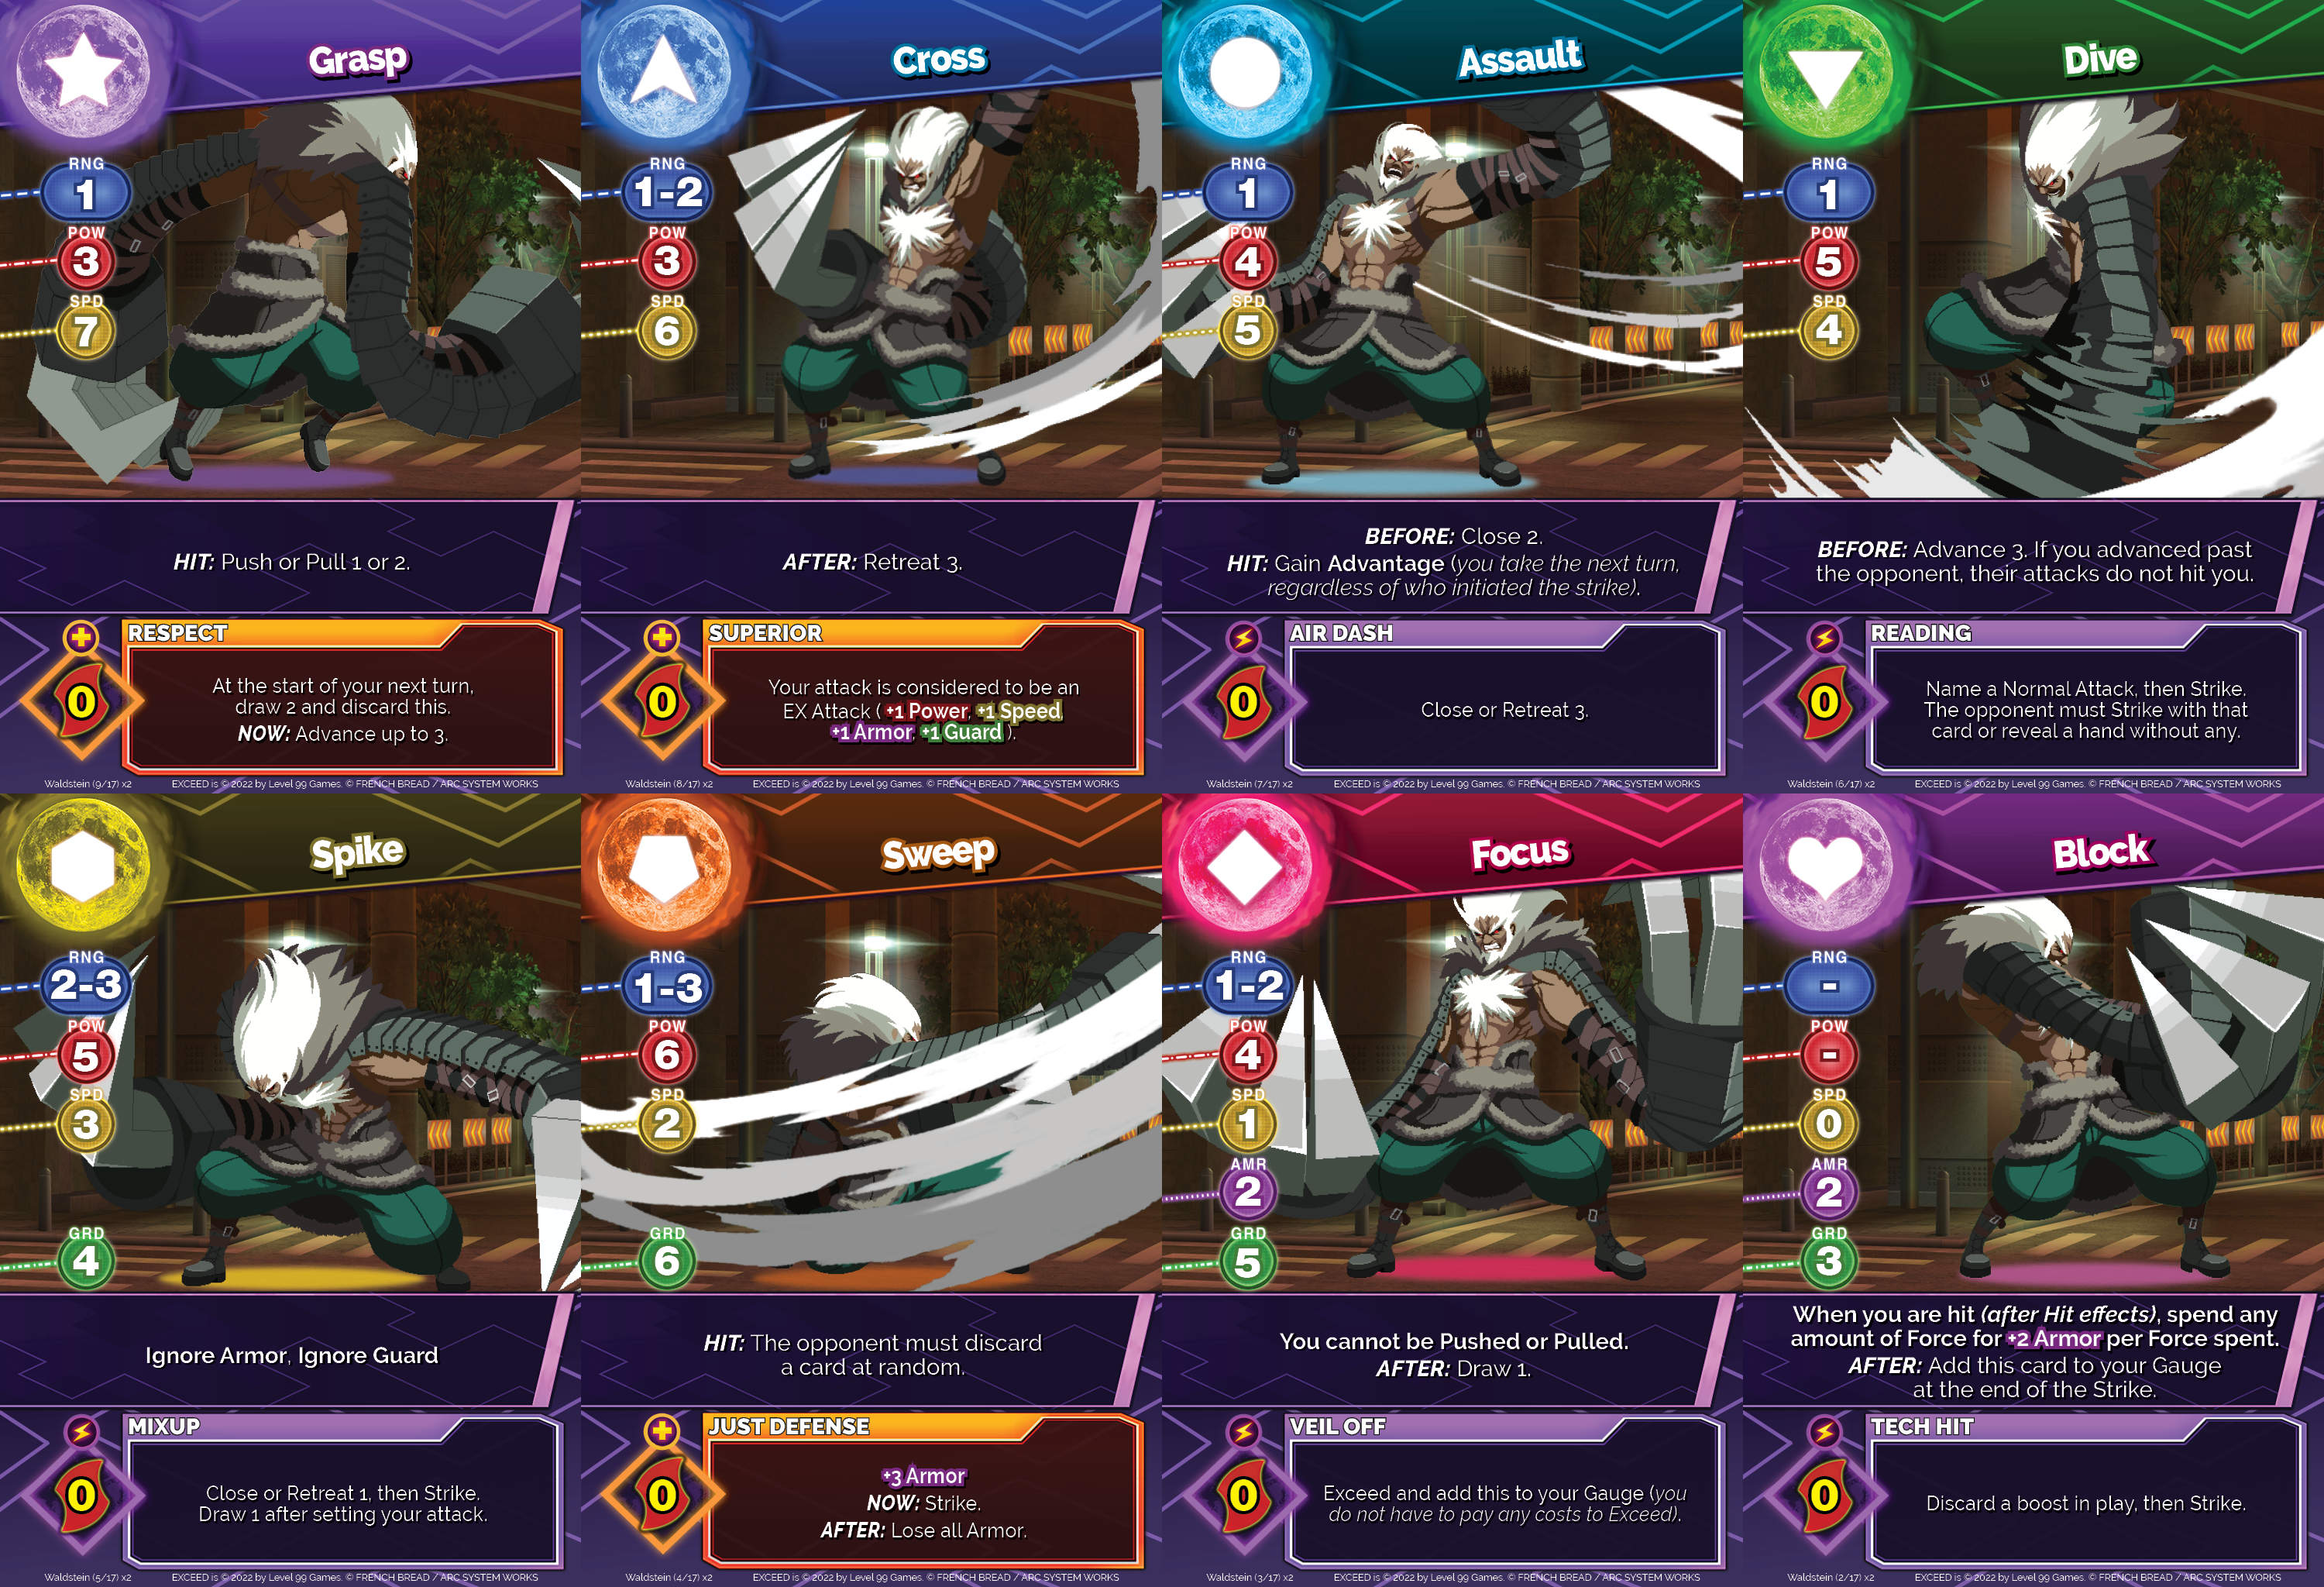 Grasp
RNG
1
POW
3
SPD
7
HIT: Push or Pull 1 or 2.
RESPECT
0
At the start of your next turn,
draw 2 and discard this.
NOW: Advance up to 3.
Waldstein (9/17) x2
EXCEED is © 2022 by Level 99 Games. © FRENCH BREAD / ARC SYSTEM WORKS
Cross
RNG
1-2
POW
3
SPD
6
AFTER: Retreat 3.
SUPERIOR
0
Your attack is considered to be an
EX Attack ( +1 Power, +1 Speed
+1 Armor, +1 Guard ).
Waldstein (8/17) x2
EXCEED is © 2022 by Level 99 Games. © FRENCH BREAD / ARC SYSTEM WORKS
Assault
RNG
1
POW
4
SPD
5
BEFORE: Close 2.
HIT: Gain Advantage (you take the next turn,
regardless of who initiated the strike).
AIR DASH
0
Close or Retreat 3.
Waldstein (7/17) x2
EXCEED is © 2022 by Level 99 Games. © FRENCH BREAD / ARC SYSTEM WORKS
Dive
RNG
1
POW
5
SPD
4
BEFORE: Advance 3. If you advanced past
the opponent, their attacks do not hit you.
READING
0
Name a Normal Attack, then Strike.
The opponent must Strike with that
card or reveal a hand without any.
Waldstein (6/17) x2
EXCEED is © 2022 by Level 99 Games. © FRENCH BREAD / ARC SYSTEM WORKS
Spike
RNG
2-3
POW
5
SPD
3
GRD
4
Ignore Armor, Ignore Guard
MIXUP
0
Close or Retreat 1, then Strike.
Draw 1 after setting your attack.
Waldstein (5/17) x2
EXCEED is © 2022 by Level 99 Games. © FRENCH BREAD / ARC SYSTEM WORKS
Sweep
RNG
1-3
POW
6
SPD
2
GRD
6
HIT: The opponent must discard
a card at random.
JUST DEFENSE
0
+3 Armor
NOW: Strike.
AFTER: Lose all Armor.
Waldstein (4/17) x2
EXCEED is © 2022 by Level 99 Games. © FRENCH BREAD / ARC SYSTEM WORKS
Focus
RNG
1-2
POW
4
SPD
1
AMR
2
GRD
5
You cannot be Pushed or Pulled.
AFTER: Draw 1.
VEIL OFF
0
Exceed and add this to your Gauge (you
do not have to pay any costs to Exceed).
Waldstein (3/17) x2
EXCEED is © 2022 by Level 99 Games. © FRENCH BREAD / ARC SYSTEM WORKS
Block
RNG
-
POW
-
SPD
0
AMR
2
GRD
3
When you are hit (after Hit effects), spend any
amount of Force for +2 Armor per Force spent.
AFTER: Add this card to your Gauge
at the end of the Strike.
TECH HIT
0
Discard a boost in play, then Strike.
Waldstein (2/17) x2
EXCEED is © 2022 by Level 99 Games. © FRENCH BREAD / ARC SYSTEM WORKS